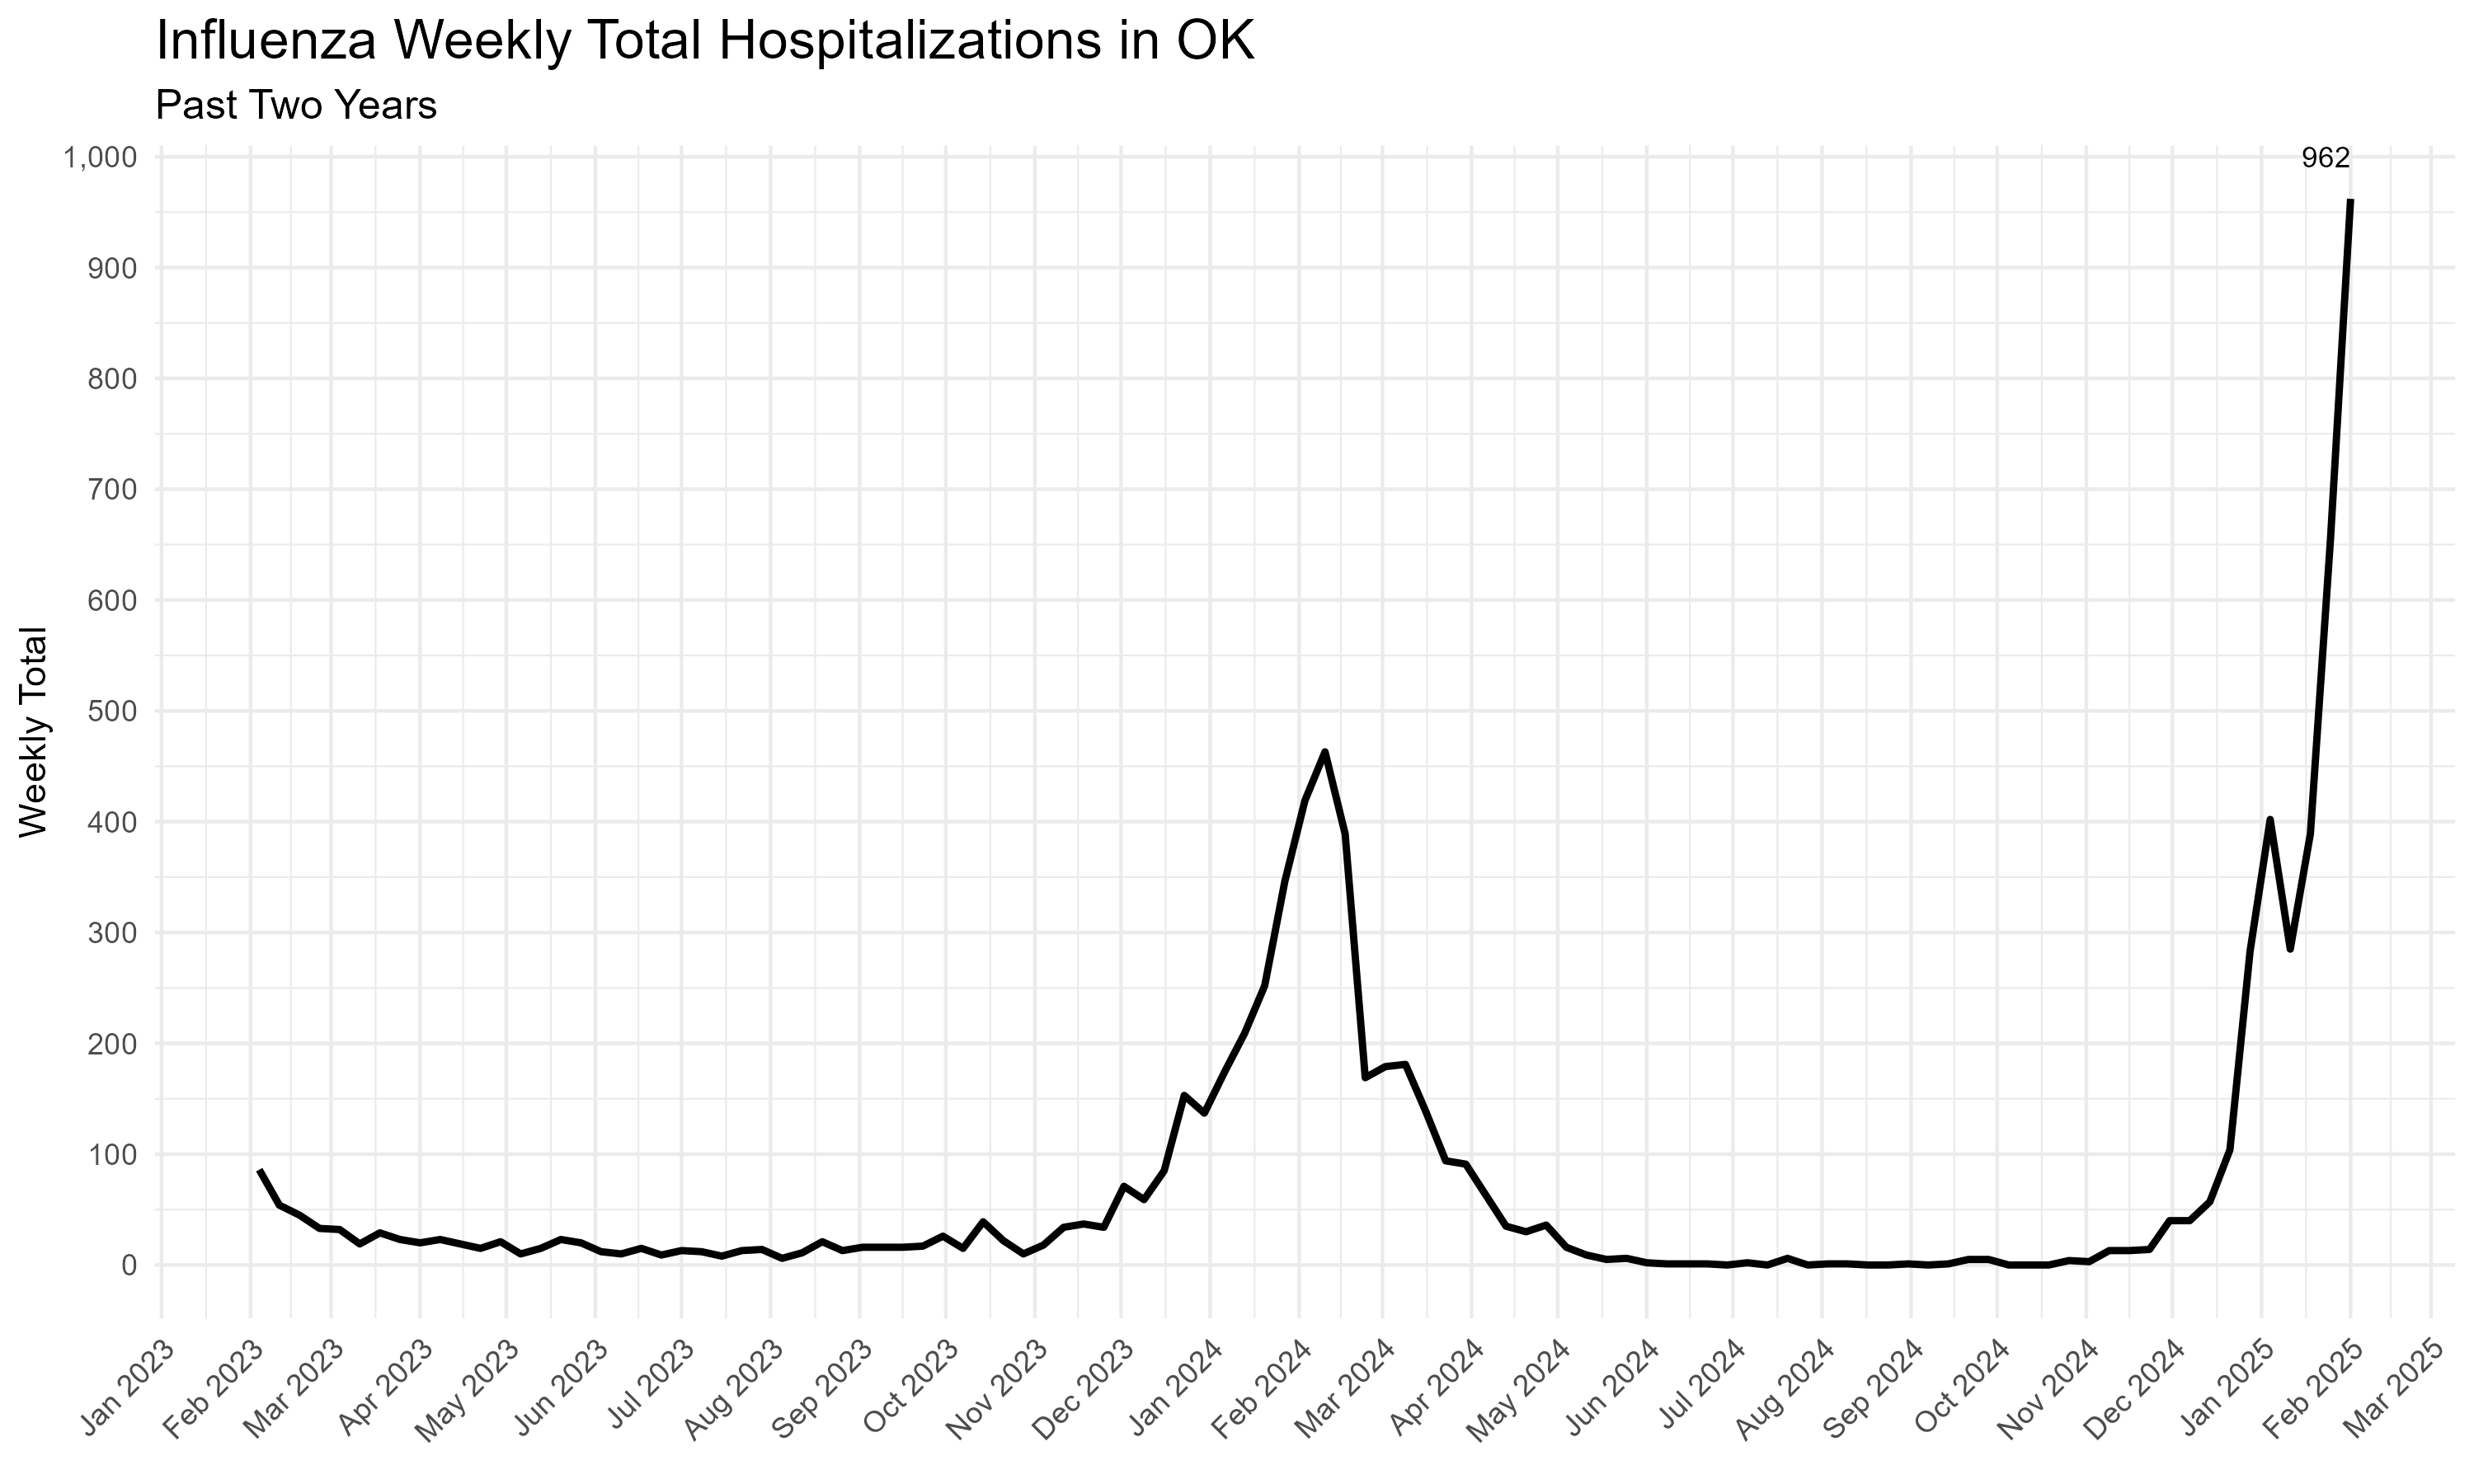 Influenza Weekly Total Hospitalizations in OK
Past Two Years
Weekly Total
1,000
900
800
700
600
500
400
300
200
100
0
962
Jan 2023
Feb 2023
Mar 2023
Apr 2023
May 2023
Jun 2023
Jul 2023
Aug 2023
Sep 2023
Oct 2023
Nov 2023
Dec 2023
Jan 2024
Feb 2024
Mar 2024
Apr 2024
May 2024
Jun 2024
Jul 2024
Aug 2024
Sep 2024
Oct 2024
Nov 2024
Dec 2024
Jan 2025
Feb 2025
Mar 2025